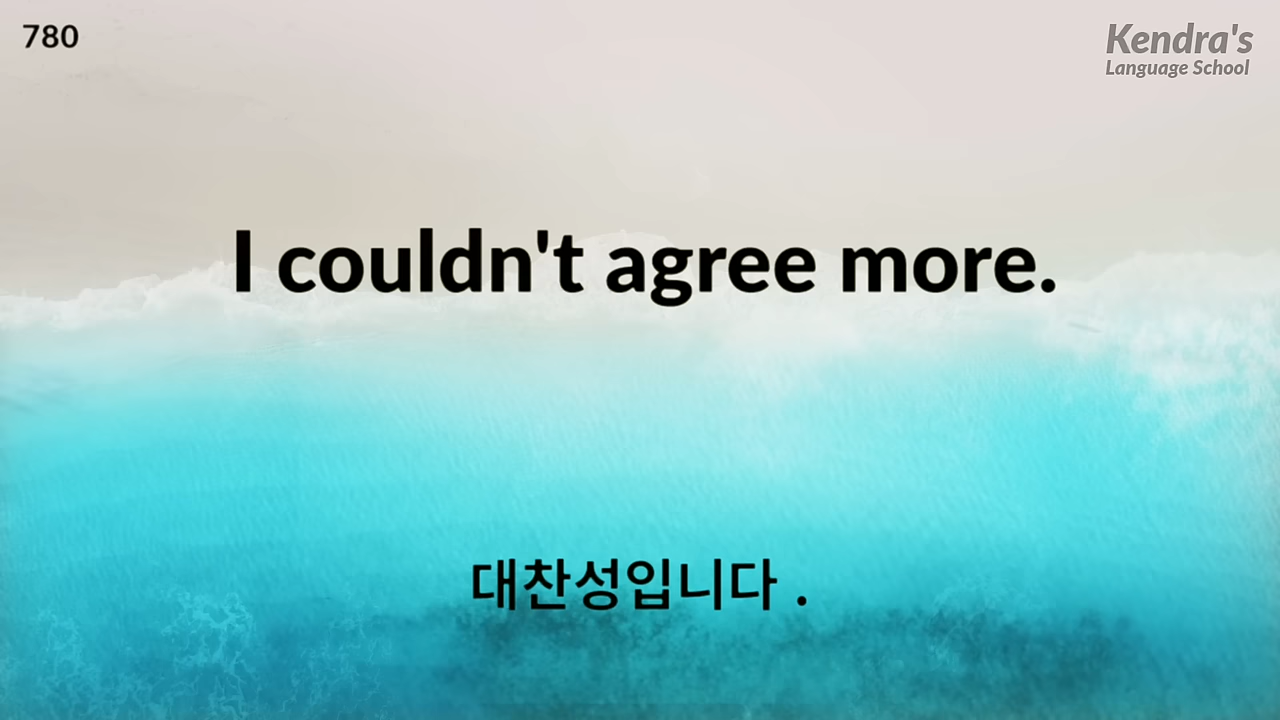 780
Kendra's
Language School
I couldn't agree more.
대찬성입니다 .